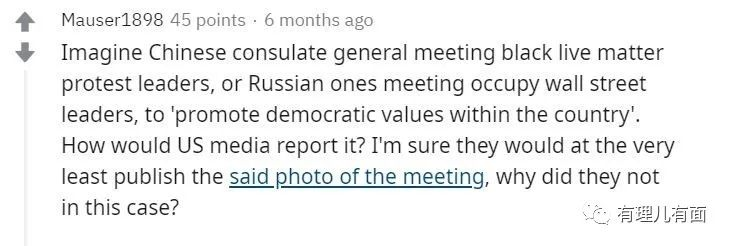 Mauser1898 45 points · 6 months ago
Imagine Chinese consulate general meeting black live matter
protest leaders, or Russian ones meeting occupy wall street
leaders, to 'promote democratic values within the country'.
How would US media report it? I'm sure they would at the very
least publish the said photo of the meeting, why did they not
in this case?
有理儿有面